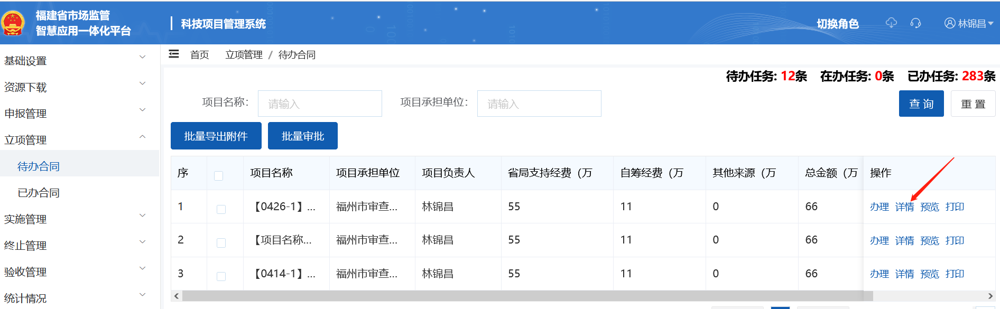 福建省市场监管
智慧应用一体化平台
科技项目管理系统
切换角色
林锦昌
基础设置
资源下载
申报管理
立项管理
待办合同
已办合同
实施管理
终止管理
验收管理
统计情况
首页 立项管理 / 待办合同
待办任务: 12条 在办任务: 0条 已办任务: 283条
项目名称: 请输入 项目承担单位: 请输入 查 询 重 置
批量导出附件 批量审批
序 项目名称 项目承担单位 项目负责人 省局支持经费（万 自筹经费（万 其他来源（万 总金额（万 操作
1 【0426-1】... 福州市审查... 林锦昌 55 11 0 66 办理 详情 预览 打印
2 【项目名称... 福州市审查... 林锦昌 55 11 0 66 办理 详情 预览 打印
3 【0414-1】... 福州市审查... 林锦昌 55 11 0 66 办理 详情 预览 打印